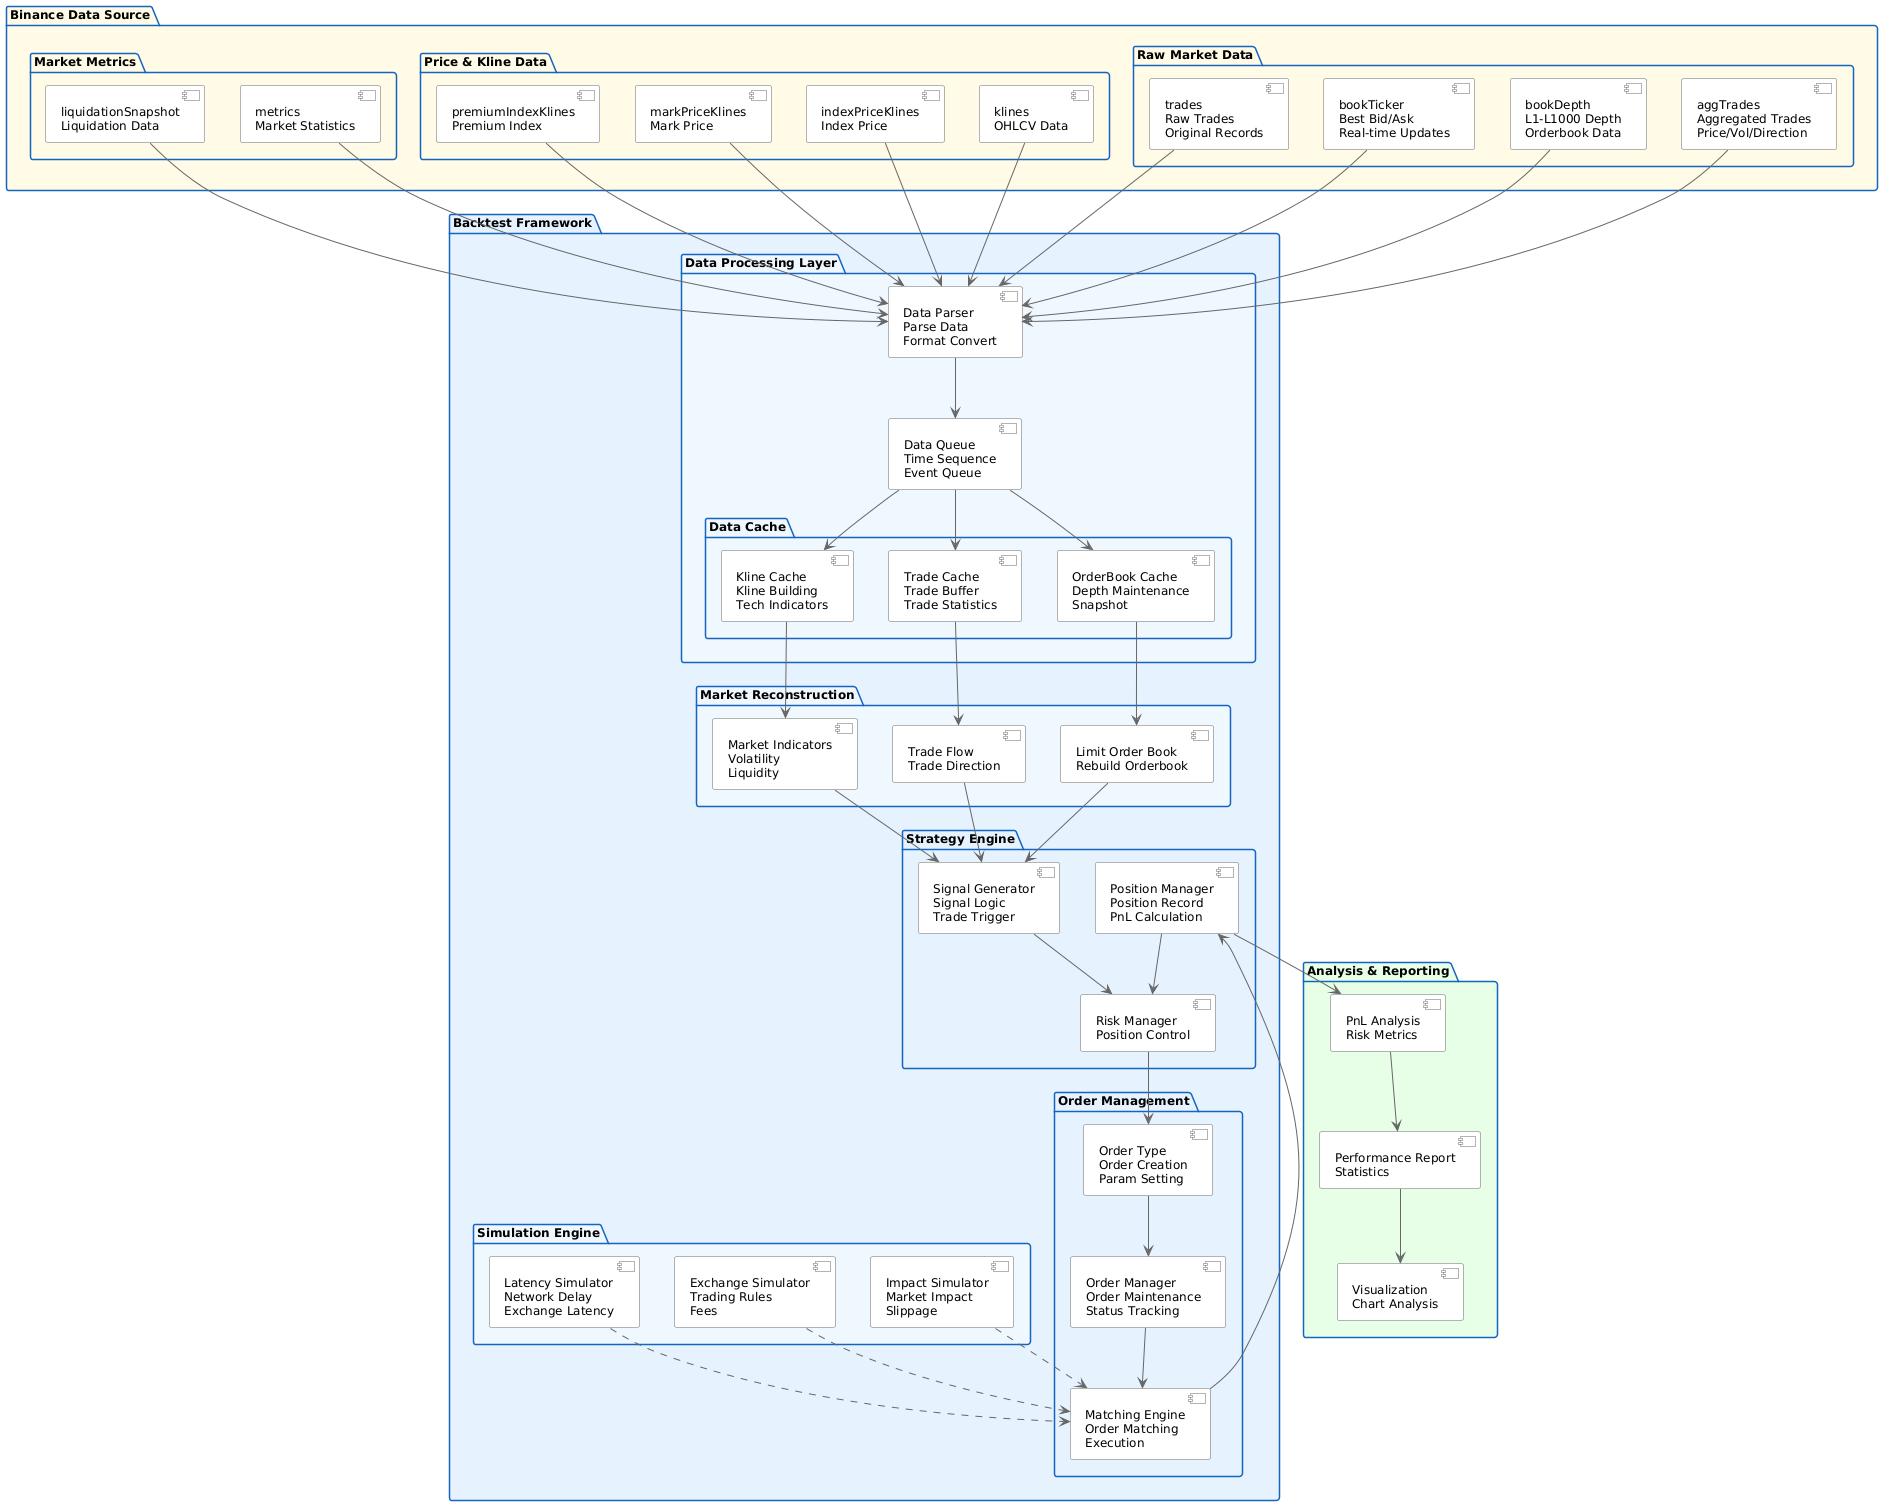 Binance Data Source
Market Metrics
liquidationSnapshot
Liquidation Data
metrics
Market Statistics
Price & Kline Data
premiumIndexKlines
Premium Index
markPriceKlines
Mark Price
indexPriceKlines
Index Price
klines
OHLCV Data
Raw Market Data
trades
Raw Trades
Original Records
bookTicker
Best Bid/Ask
Real-time Updates
bookDepth
L1-L1000 Depth
Orderbook Data
aggTrades
Aggregated Trades
Price/Vol/Direction
Backtest Framework
Data Processing Layer
Data Parser
Parse Data
Format Convert
Data Queue
Time Sequence
Event Queue
Data Cache
Kline Cache
Kline Building
Tech Indicators
Trade Cache
Trade Buffer
Trade Statistics
OrderBook Cache
Depth Maintenance
Snapshot
Market Reconstruction
Market Indicators
Volatility
Liquidity
Trade Flow
Trade Direction
Limit Order Book
Rebuild Orderbook
Strategy Engine
Signal Generator
Signal Logic
Trade Trigger
Position Manager
Position Record
PnL Calculation
Risk Manager
Position Control
Analysis & Reporting
PnL Analysis
Risk Metrics
Performance Report
Statistics
Visualization
Chart Analysis
Order Management
Order Type
Order Creation
Param Setting
Order Manager
Order Maintenance
Status Tracking
Matching Engine
Order Matching
Execution
Simulation Engine
Latency Simulator
Network Delay
Exchange Latency
Exchange Simulator
Trading Rules
Fees
Impact Simulator
Market Impact
Slippage